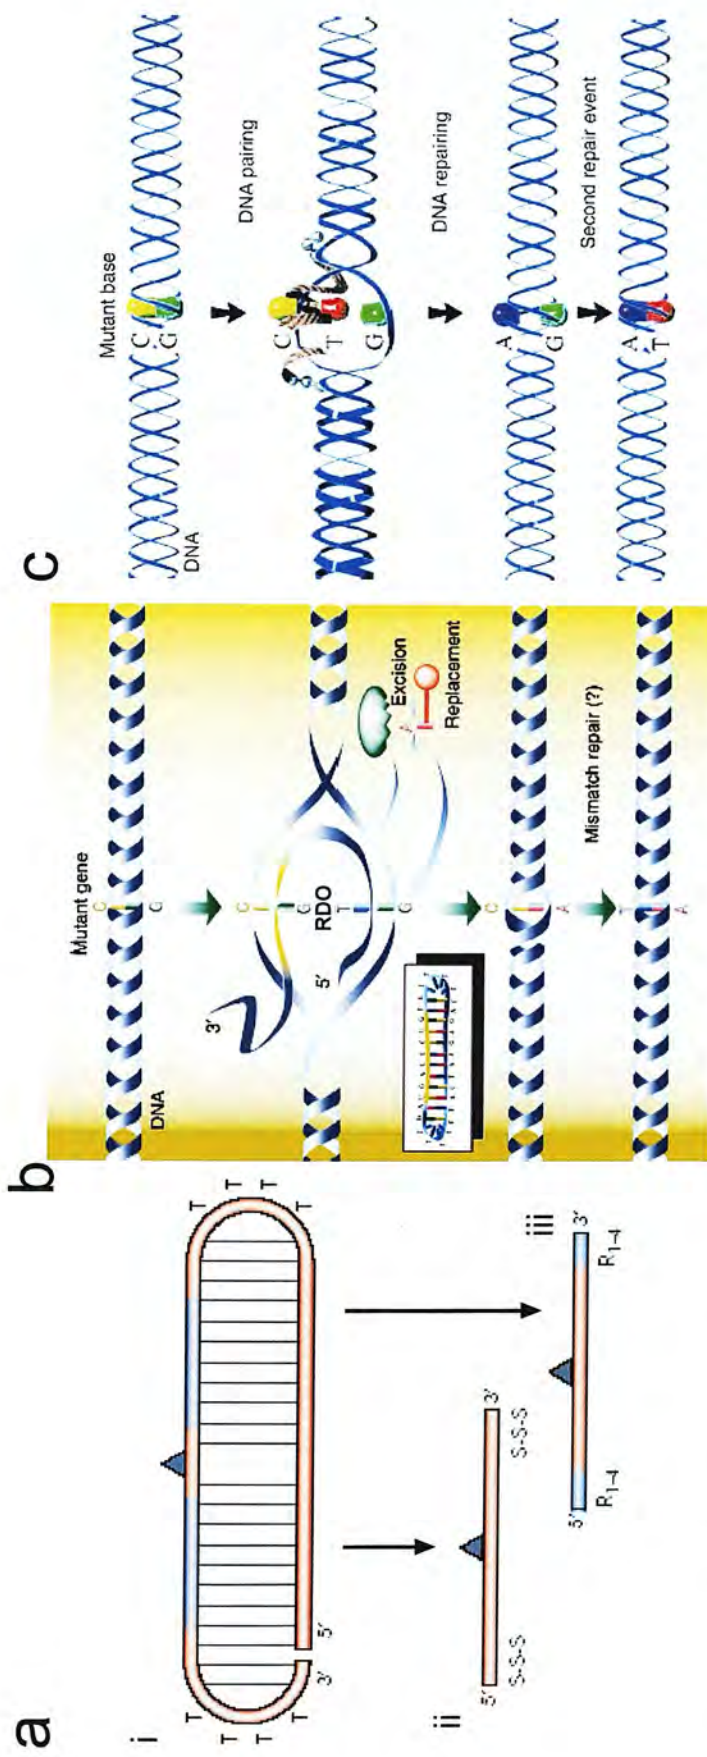 a
i
T
T
T
T
T
T
T
T
3′
5′
ii
5′
3′
S-S-S
S-S-S
iii
5′
3′
R1–4
R1–4
b
Mutant gene
C
G
DNA
3′
C
G
RDO
5′
T
G
Excision
A
Replacement
C
A
Mismatch repair (?)
T
A
C
Mutant base
C
G
DNA
DNA pairing
C
T
G
DNA repairing
A
G
Second repair event
A
T